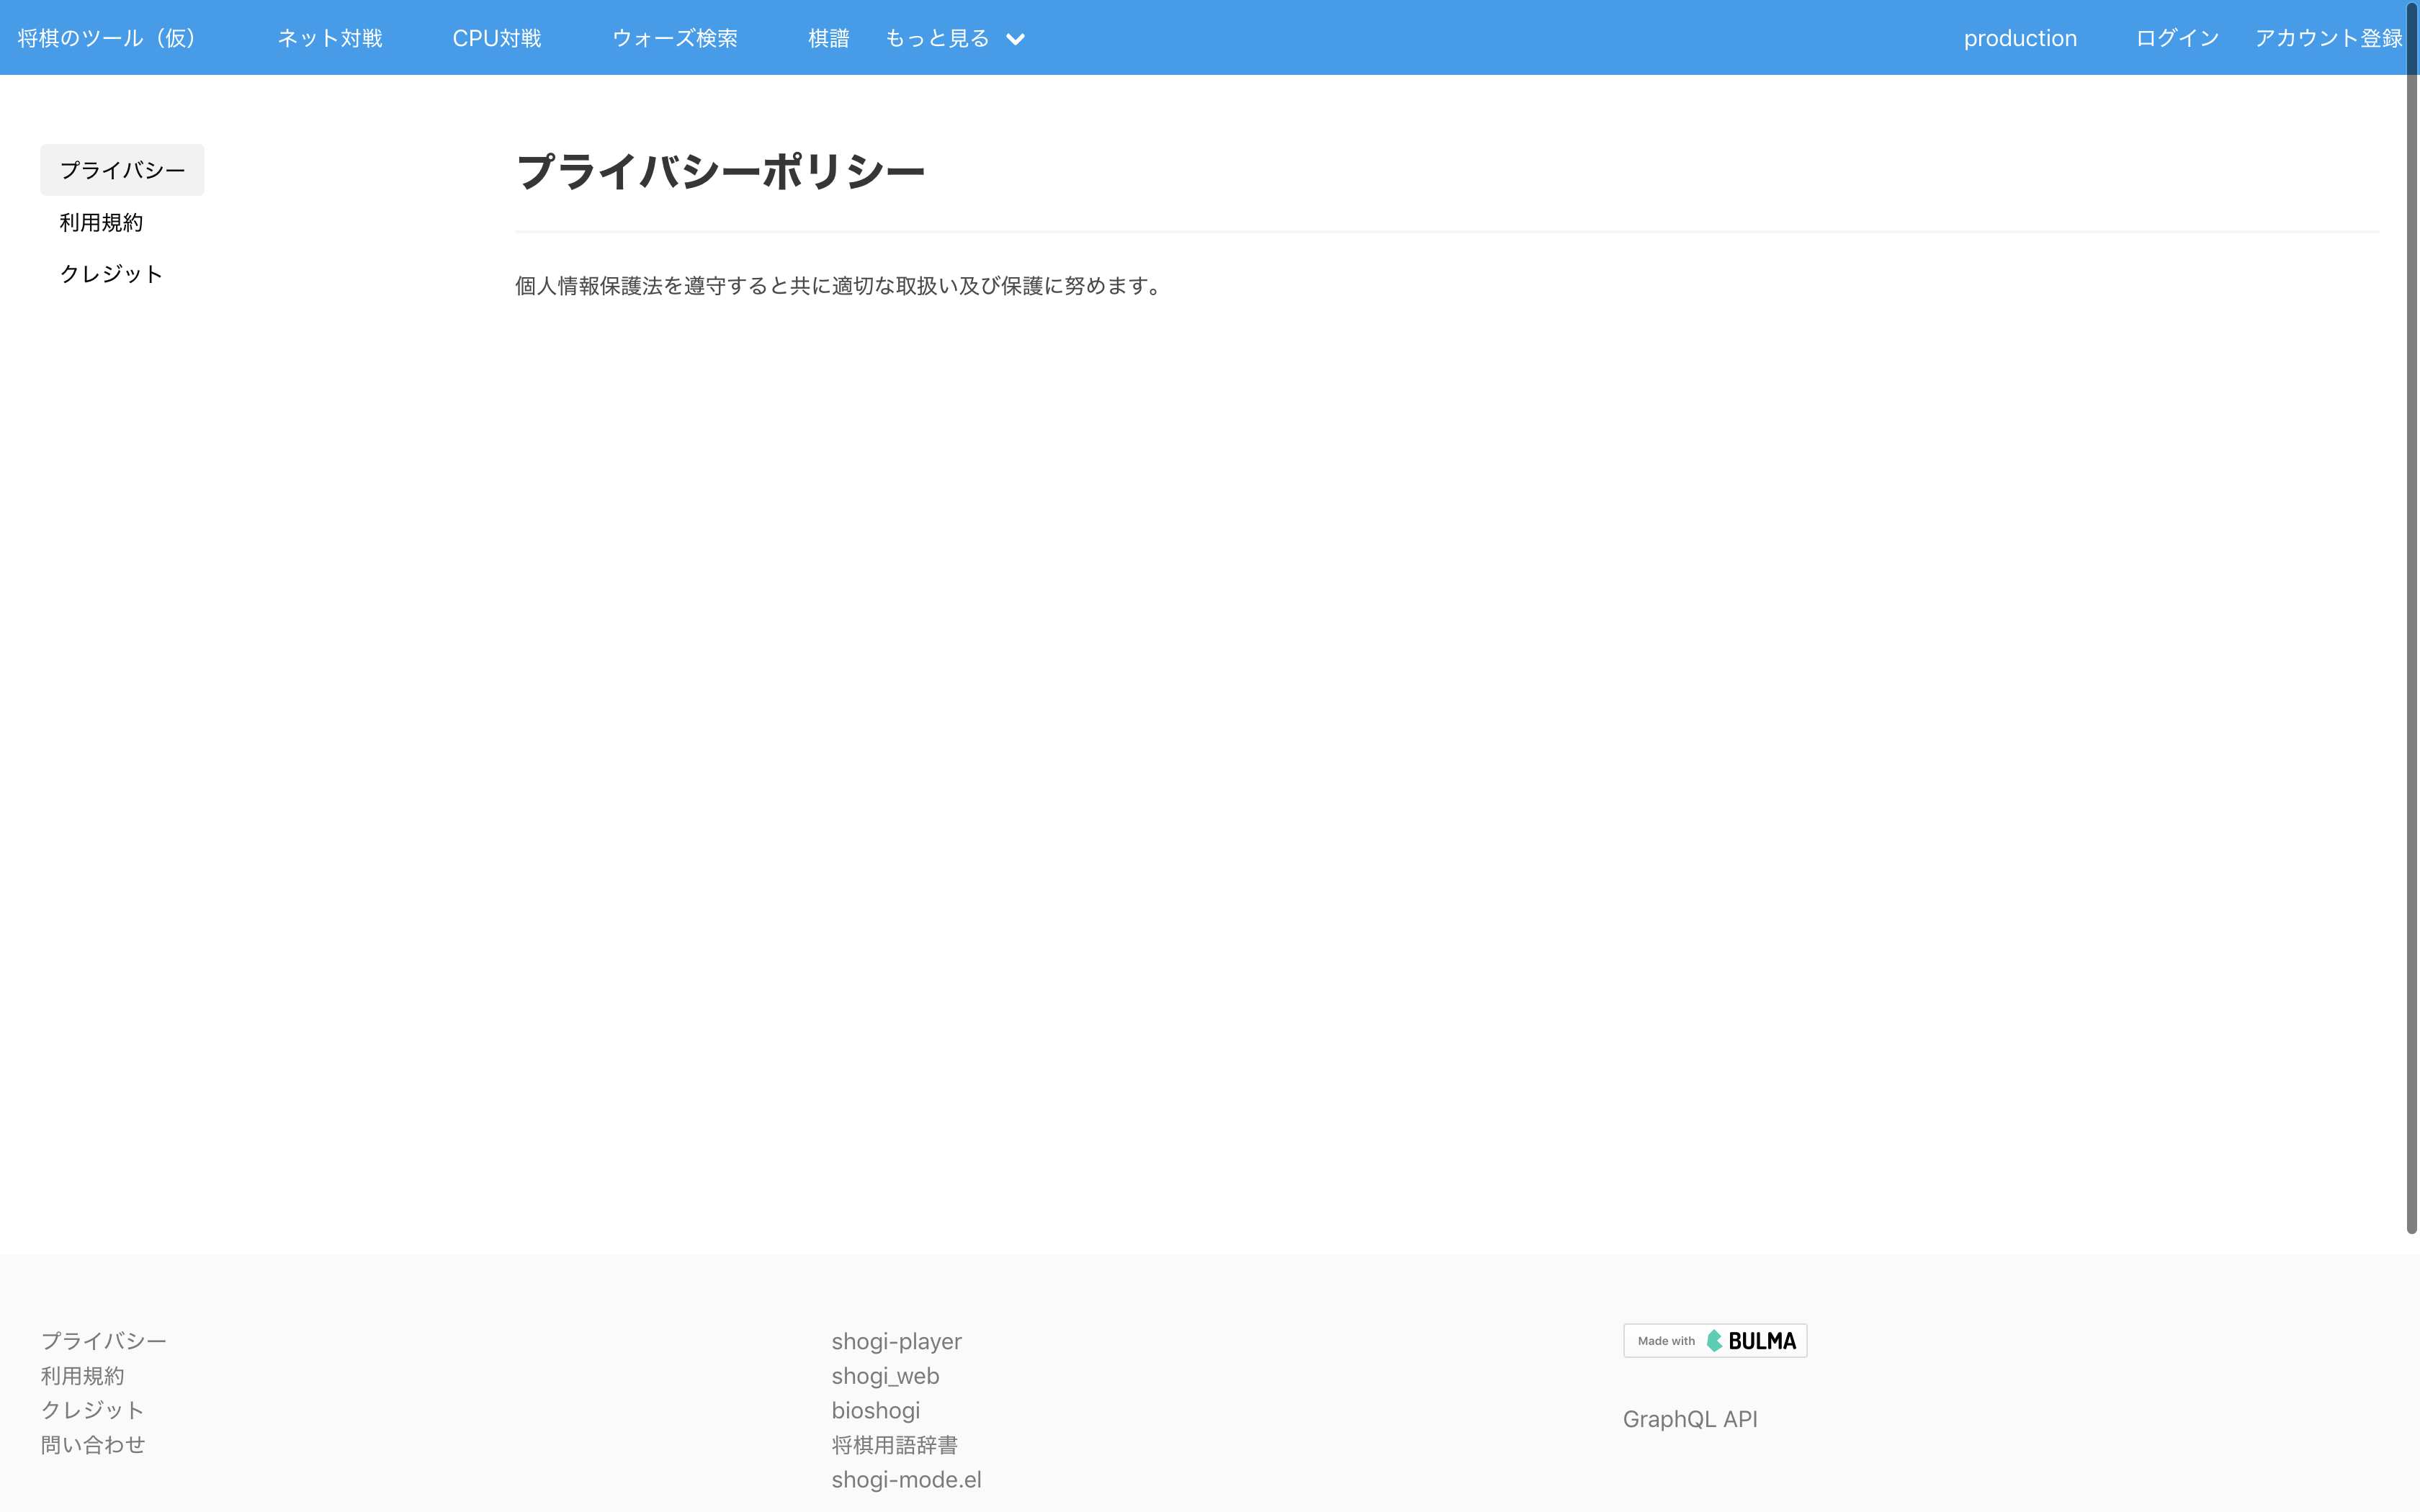 将棋のツール（仮） ネット対戦 CPU対戦 ウォーズ検索 棋譜 もっと見る production ログイン アカウント登録
プライバシー
利用規約
クレジット
プライバシーポリシー
個人情報保護法を遵守すると共に適切な取扱い及び保護に努めます。
プライバシー
利用規約
クレジット
問い合わせ
shogi-player
shogi_web
bioshogi
将棋用語辞書
shogi-mode.el
Made with BULMA
GraphQL API